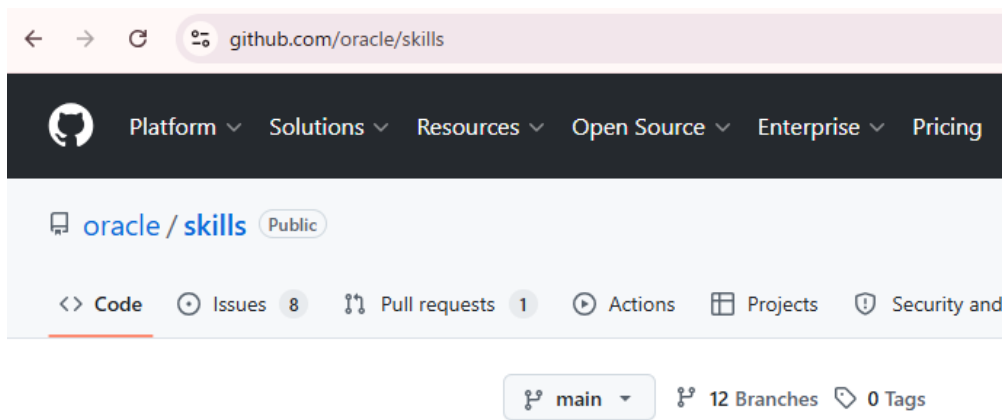 github.com/oracle/skills
Platform Solutions Resources Open Source Enterprise Pricing
oracle / skills Public
Code Issues 8 Pull requests 1 Actions Projects Security and
main 12 Branches 0 Tags